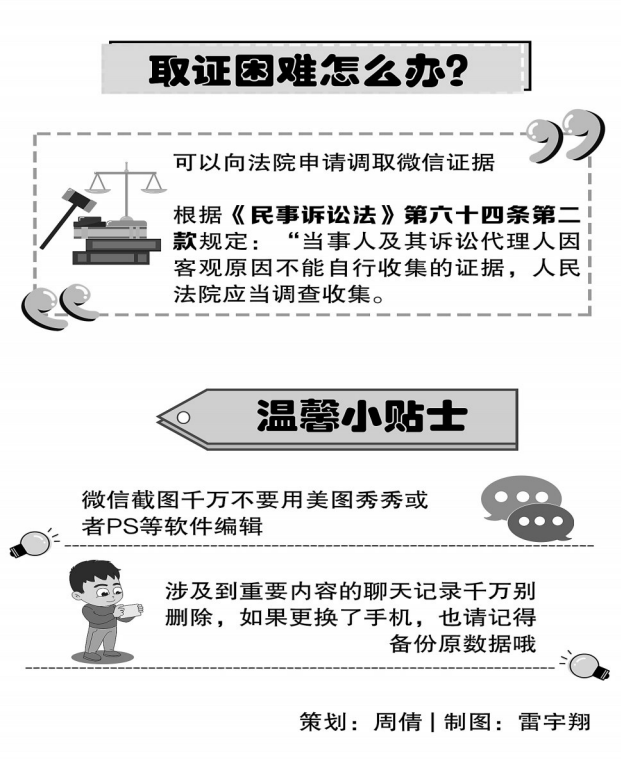 取证困难怎么办？
可以向法院申请调取微信证据
根据《民事诉讼法》第六十四条第二
款规定：“当事人及其诉讼代理人因
客观原因不能自行收集的证据，人民
法院应当调查收集。
温馨小贴士
微信截图千万不要用美图秀秀或
者PS等软件编辑
涉及到重要内容的聊天记录千万别
删除，如果更换了手机，也请记得
备份原数据哦
策划：周倩 | 制图：雷宇翔